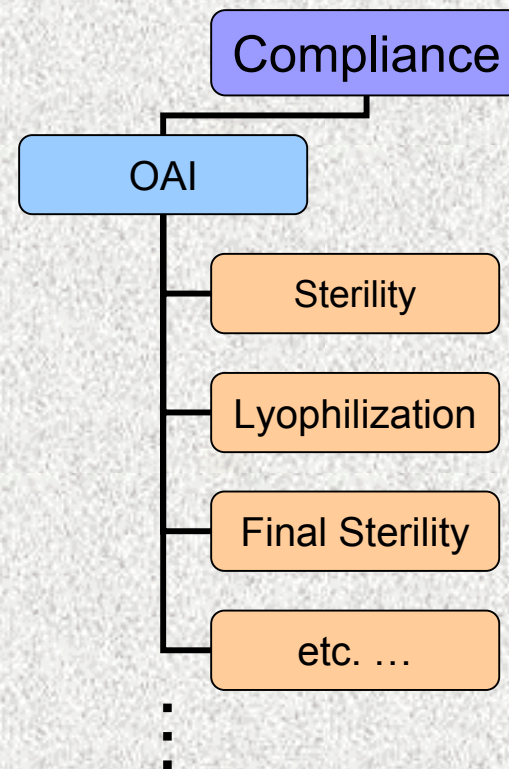 Compliance
OAI
Sterility
Lyophilization
Final Sterility
etc. …